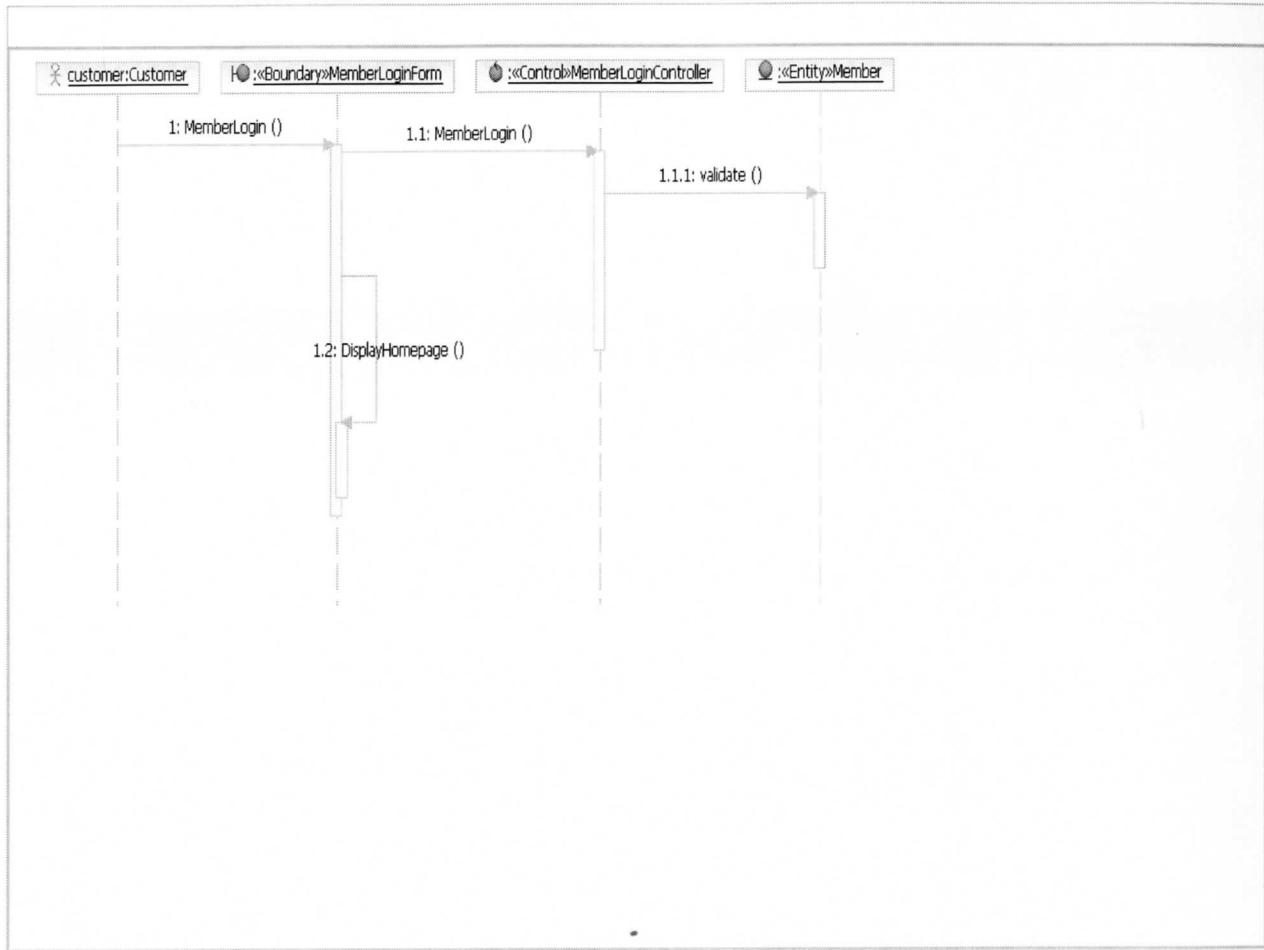 customer:Customer
:«Boundary»MemberLoginForm
:«Control»MemberLoginController
:«Entity»Member
1: MemberLogin ()
1.1: MemberLogin ()
1.1.1: validate ()
1.2: DisplayHomepage ()